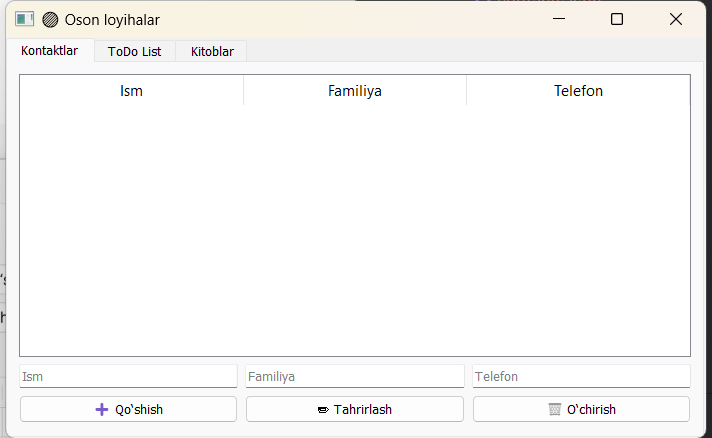 Oson loyihalar
Kontaktlar ToDo List Kitoblar
Ism Familiya Telefon
Ism Familiya Telefon
Qo‘shish Tahrirlash O‘chirish